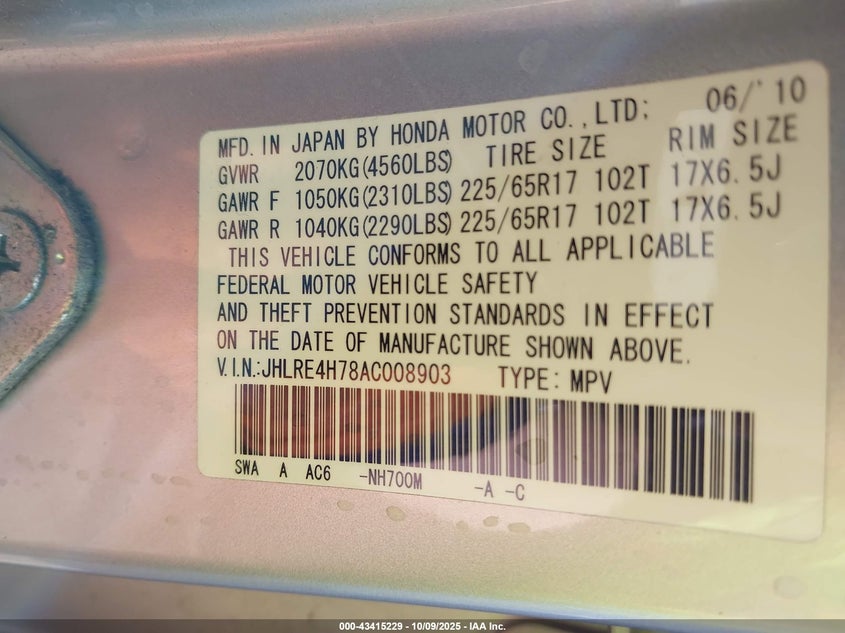 06/'10
MFD. IN JAPAN BY HONDA MOTOR CO., LTD;
GVWR 2070KG(4560LBS) TIRE SIZE RIM SIZE
GAWR F 1050KG(2310LBS) 225/65R17 102T 17X6.5J
GAWR R 1040KG(2290LBS) 225/65R17 102T 17X6.5J
THIS VEHICLE CONFORMS TO ALL APPLICABLE
FEDERAL MOTOR VEHICLE SAFETY
AND THEFT PREVENTION STANDARDS IN EFFECT
ON THE DATE OF MANUFACTURE SHOWN ABOVE.
V.I.N.:JHLRE4H78AC008903 TYPE: MPV
SWA A AC6 -NH700M -A -C
000-43415229 - 10/09/2025 - IAA Inc.